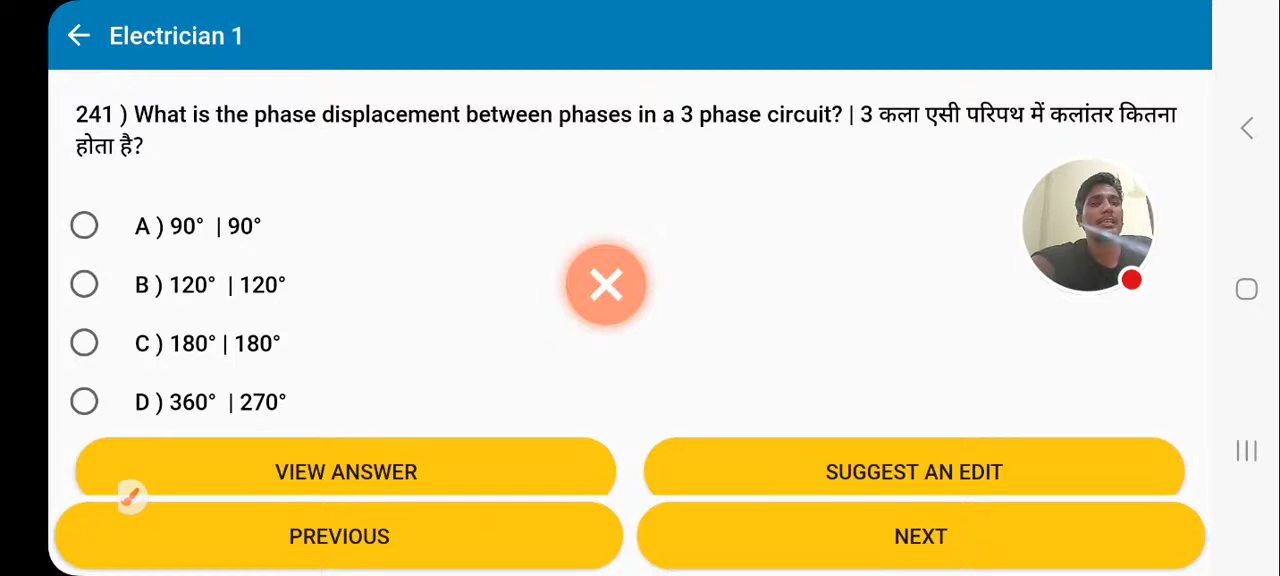 Electrician 1
241 ) What is the phase displacement between phases in a 3 phase circuit? | 3 कला एसी परिपथ में कलांतर कितना
होता है?
A ) 90° | 90°
B ) 120° | 120°
C ) 180° | 180°
D ) 360° | 270°
VIEW ANSWER
SUGGEST AN EDIT
PREVIOUS
NEXT